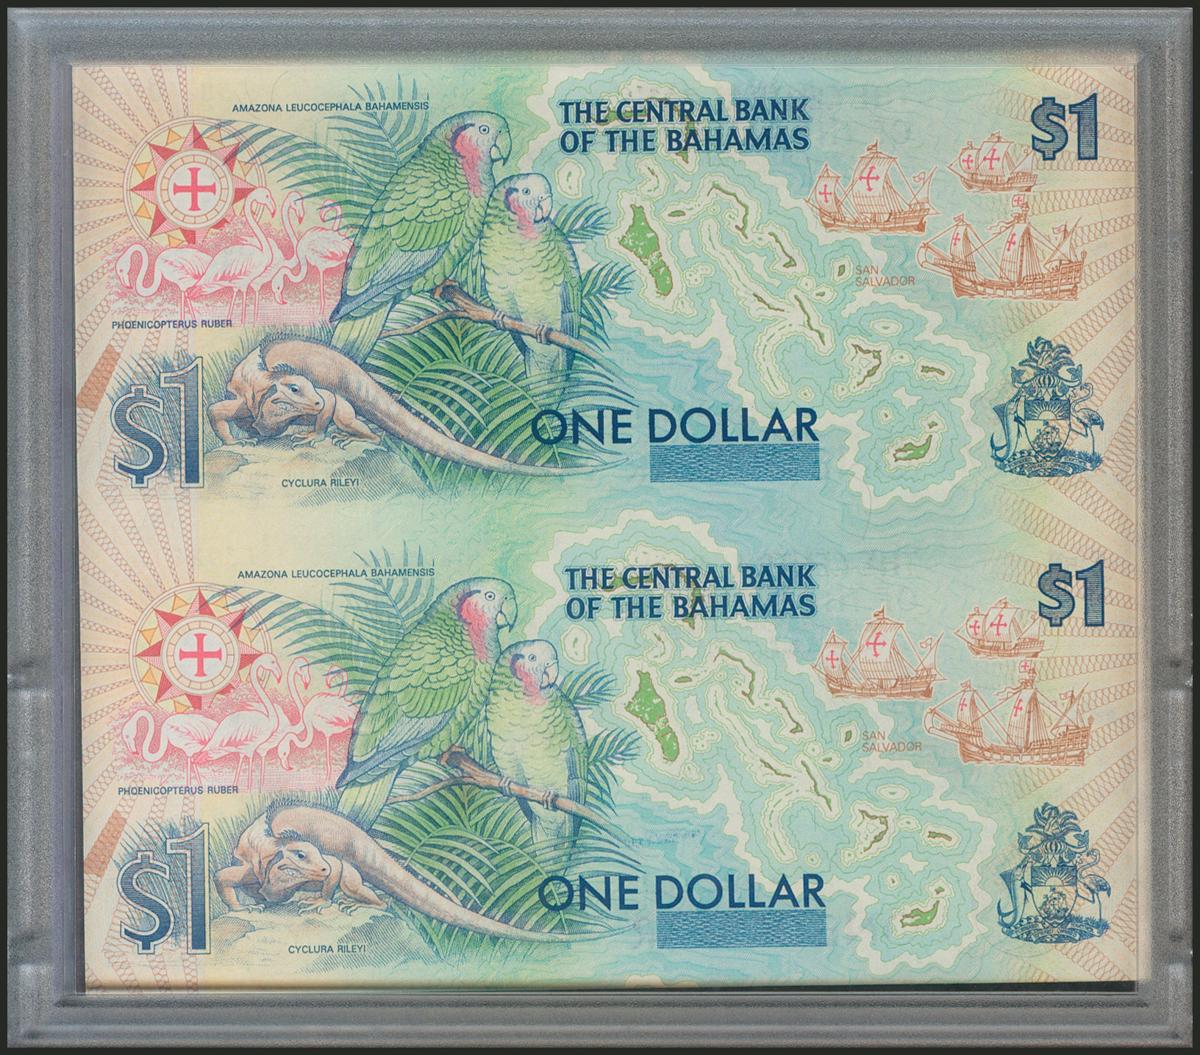 AMAZONA LEUCOCEPHALA BAHAMENSIS
THE CENTRAL BANK
OF THE BAHAMAS
$1
SAN
SALVADOR
PHOENICOPTERUS RUBER
$1
ONE DOLLAR
CYCLURA RILEYI
AMAZONA LEUCOCEPHALA BAHAMENSIS
THE CENTRAL BANK
OF THE BAHAMAS
$1
SAN
SALVADOR
PHOENICOPTERUS RUBER
$1
ONE DOLLAR
CYCLURA RILEYI